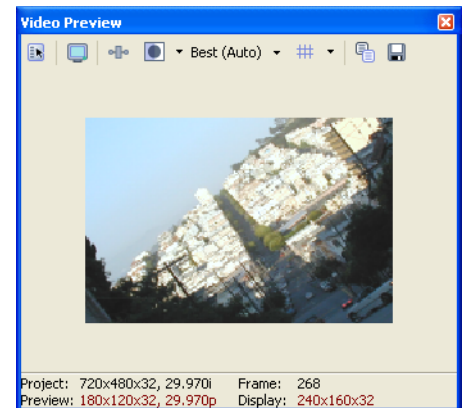 Video Preview
Best (Auto)
Project: 720x480x32, 29.970i Frame: 268
Preview: 180x120x32, 29.970p Display: 240x160x32